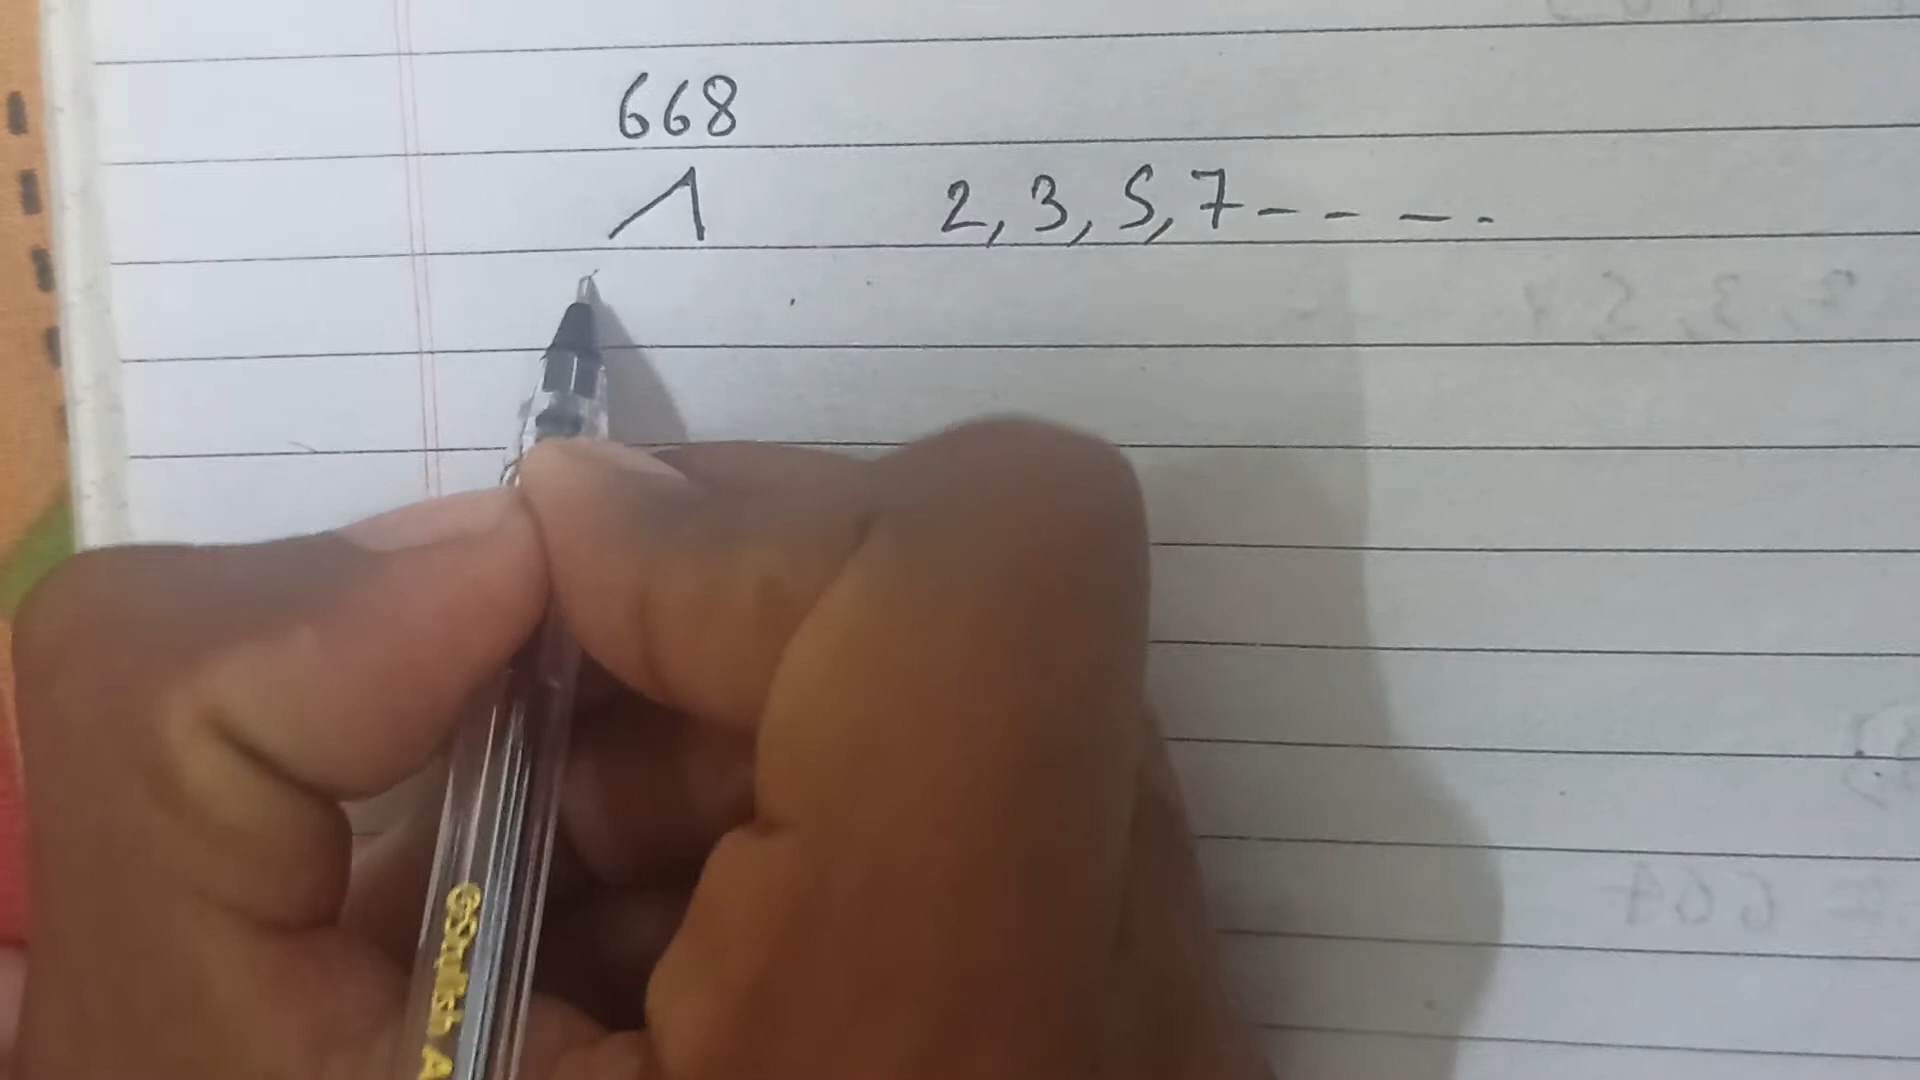 668
2, 3, 5, 7 - - - -.